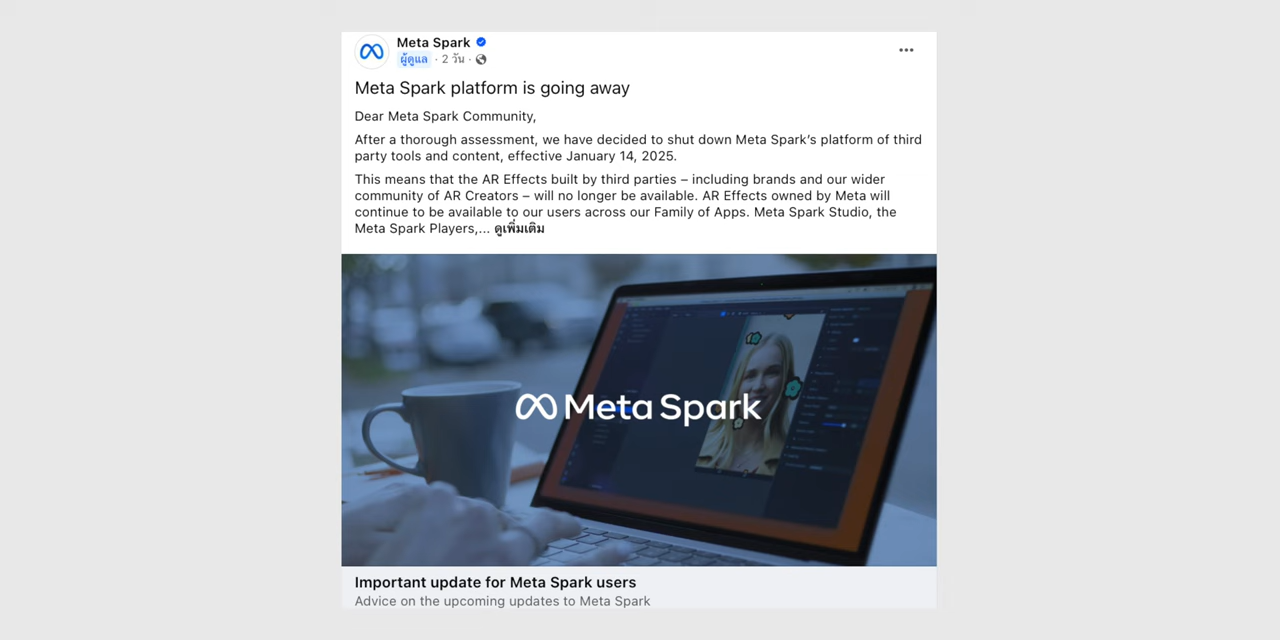 Meta Spark
ผู้ดูแล · 2 วัน ·
Meta Spark platform is going away
Dear Meta Spark Community,
After a thorough assessment, we have decided to shut down Meta Spark’s platform of third
party tools and content, effective January 14, 2025.
This means that the AR Effects built by third parties – including brands and our wider
community of AR Creators – will no longer be available. AR Effects owned by Meta will
continue to be available to our users across our Family of Apps. Meta Spark Studio, the
Meta Spark Players,... ดูเพิ่มเติม
Meta Spark
Important update for Meta Spark users
Advice on the upcoming updates to Meta Spark